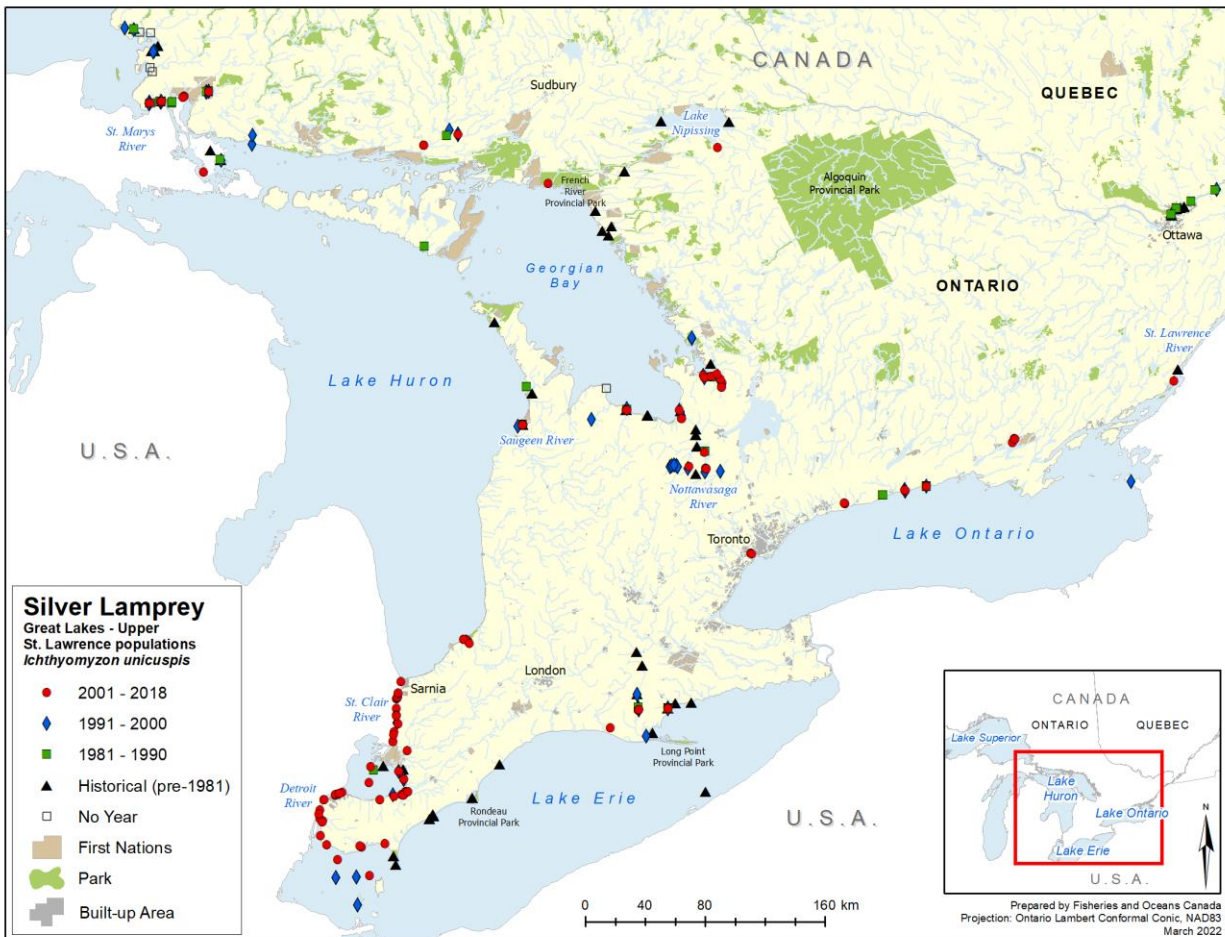 CANADA
Sudbury
QUEBEC
St. Marys
River
Lake
Nipissing
French
River
Provincial Park
Algoquin
Provincial Park
Ottawa
Georgian
Bay
ONTARIO
St. Lawrence
River
Lake Huron
U.S.A.
Saugeen River
Nottawasaga
River
Toronto
Lake Ontario
London
Sarnia
St. Clair
River
Long Point
Provincial Park
Detroit
River
Rondeau
Provincial Park
Lake Erie
U.S.A.
Silver Lamprey
Great Lakes - Upper
St. Lawrence populations
Ichthyomyzon unicuspis
2001 - 2018
1991 - 2000
1981 - 1990
Historical (pre-1981)
No Year
First Nations
Park
Built-up Area
0 40 80 160 km
CANADA
ONTARIO
QUEBEC
Lake Superior
Lake
Huron
Lake Ontario
Lake Erie
U.S.A.
N
Prepared by Fisheries and Oceans Canada
Projection: Ontario Lambert Conformal Conic, NAD83
March 2022